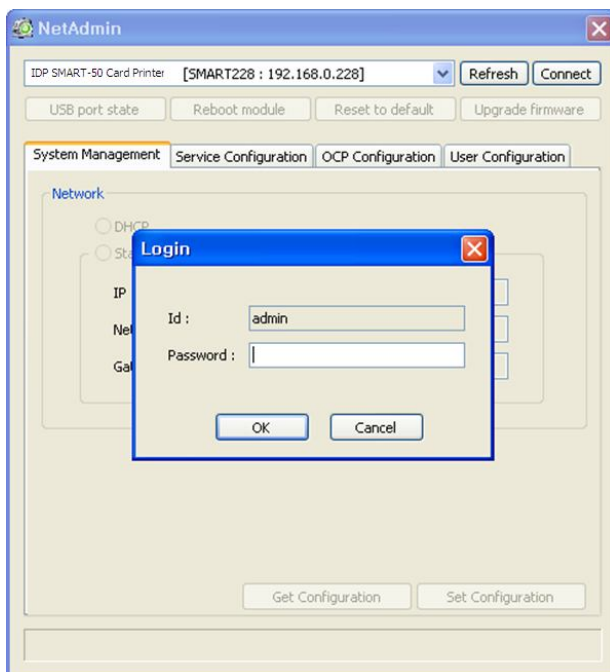 NetAdmin
IDP SMART-50 Card Printer [SMART228 : 192.168.0.228] Refresh Connect
USB port state Reboot module Reset to default Upgrade firmware
System Management Service Configuration OCP Configuration User Configuration
Network
DHCP
Login
IP
Id : admin
Password :
OK Cancel
Get Configuration Set Configuration